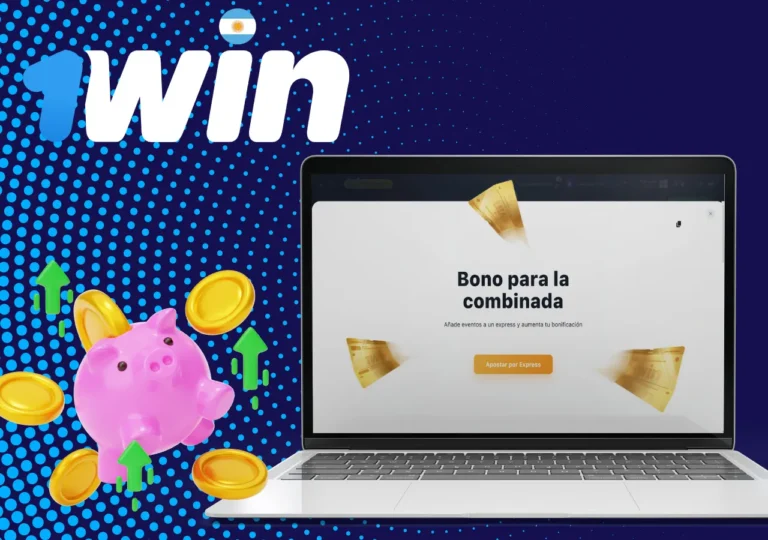 1win
Bono para la
combinada
Añade eventos a un express y aumenta tu bonificación
Apostar por Express